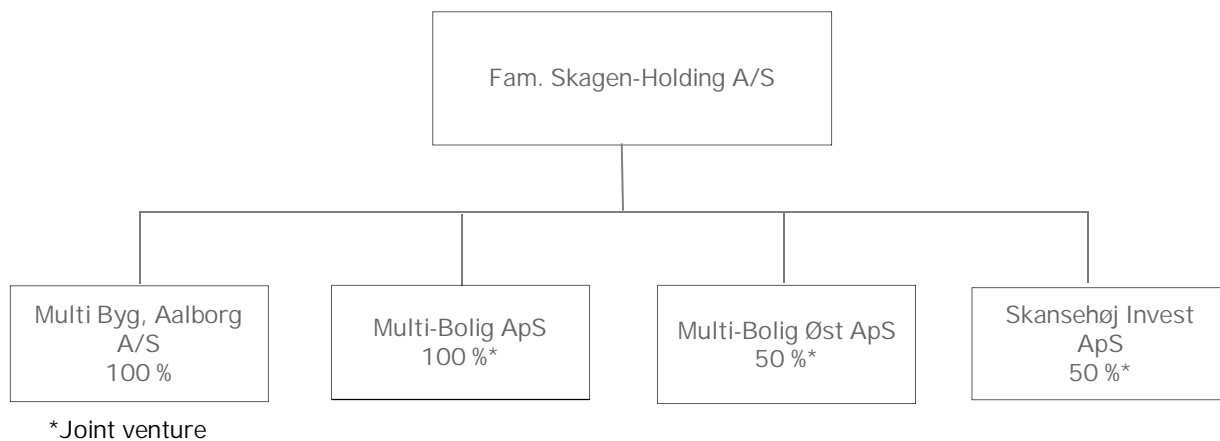 Fam. Skagen-Holding A/S
Multi Byg, Aalborg
A/S
100 %
Multi-Bolig ApS
100 %*
Multi-Bolig Øst ApS
50 %*
Skansehøj Invest
ApS
50 %*
*Joint venture